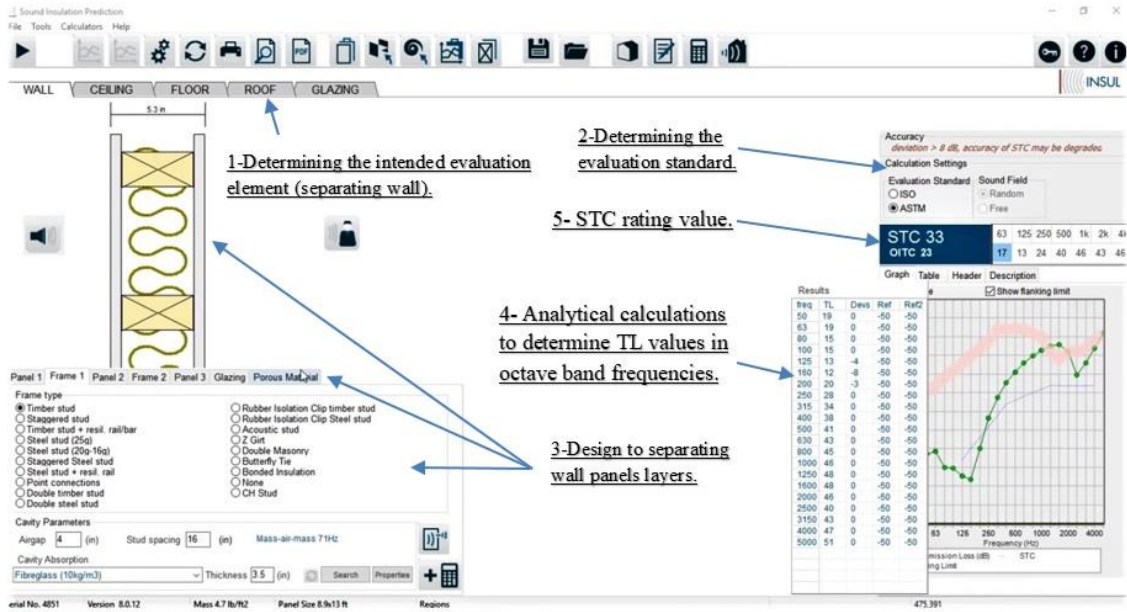 Sound Insulation Prediction
File Tools Calculators Help
WALL CEILING FLOOR ROOF GLAZING
INSUL
5.3 in
1-Determining the intended evaluation
element (separating wall).
2-Determining the
evaluation standard.
Accuracy
deviation > 8 dB, accuracy of STC may be degraded
Calculation Settings
Evaluation Standard Sound Field
ISO Random
ASTM Free
5- STC rating value.
STC 33
OITC 23
63 125 250 500 1k 2k 4k
17 13 24 40 46 43 46
Graph Table Header Description
Show flanking limit
4- Analytical calculations
to determine TL values in
octave band frequencies.
Results
freq TL Devs Ref Ref2
50 19 0 -50 -50
63 19 0 -50 -50
80 15 0 -50 -50
100 15 0 -50 -50
125 13 -4 -50 -50
160 12 -8 -50 -50
200 20 -3 -50 -50
250 28 0 -50 -50
315 34 0 -50 -50
400 38 0 -50 -50
500 41 0 -50 -50
630 43 0 -50 -50
800 45 0 -50 -50
1000 46 0 -50 -50
1250 48 0 -50 -50
1600 48 0 -50 -50
2000 46 0 -50 -50
2500 40 0 -50 -50
3150 43 0 -50 -50
4000 47 0 -50 -50
5000 51 0 -50 -50
63 125 250 500 1000 2000 4000
Frequency (Hz)
mission Loss (dB) STC
ing Limit
3-Design to separating
wall panels layers.
Panel 1 Frame 1 Panel 2 Frame 2 Panel 3 Glazing Porous Material
Frame type
Timber stud
Staggered stud
Timber stud + resil. rail/bar
Steel stud (25g)
Steel stud (20g-16g)
Staggered Steel stud
Steel stud + resil. rail
Point connections
Double timber stud
Double steel stud
Rubber Isolation Clip timber stud
Rubber Isolation Clip Steel stud
Acoustic stud
Z Girt
Double Masonry
Butterfly Tie
Bonded Insulation
None
CH Stud
Cavity Parameters
Airgap 4 (in) Stud spacing 16 (in) Mass-air-mass 71Hz
Cavity Absorption
Fibreglass (10kg/m3) Thickness 3.5 (in) Search Properties
erial No. 4851 Version 8.0.12 Mass 4.7 lb/ft2 Panel Size 8.9x13 ft Regions 475,391